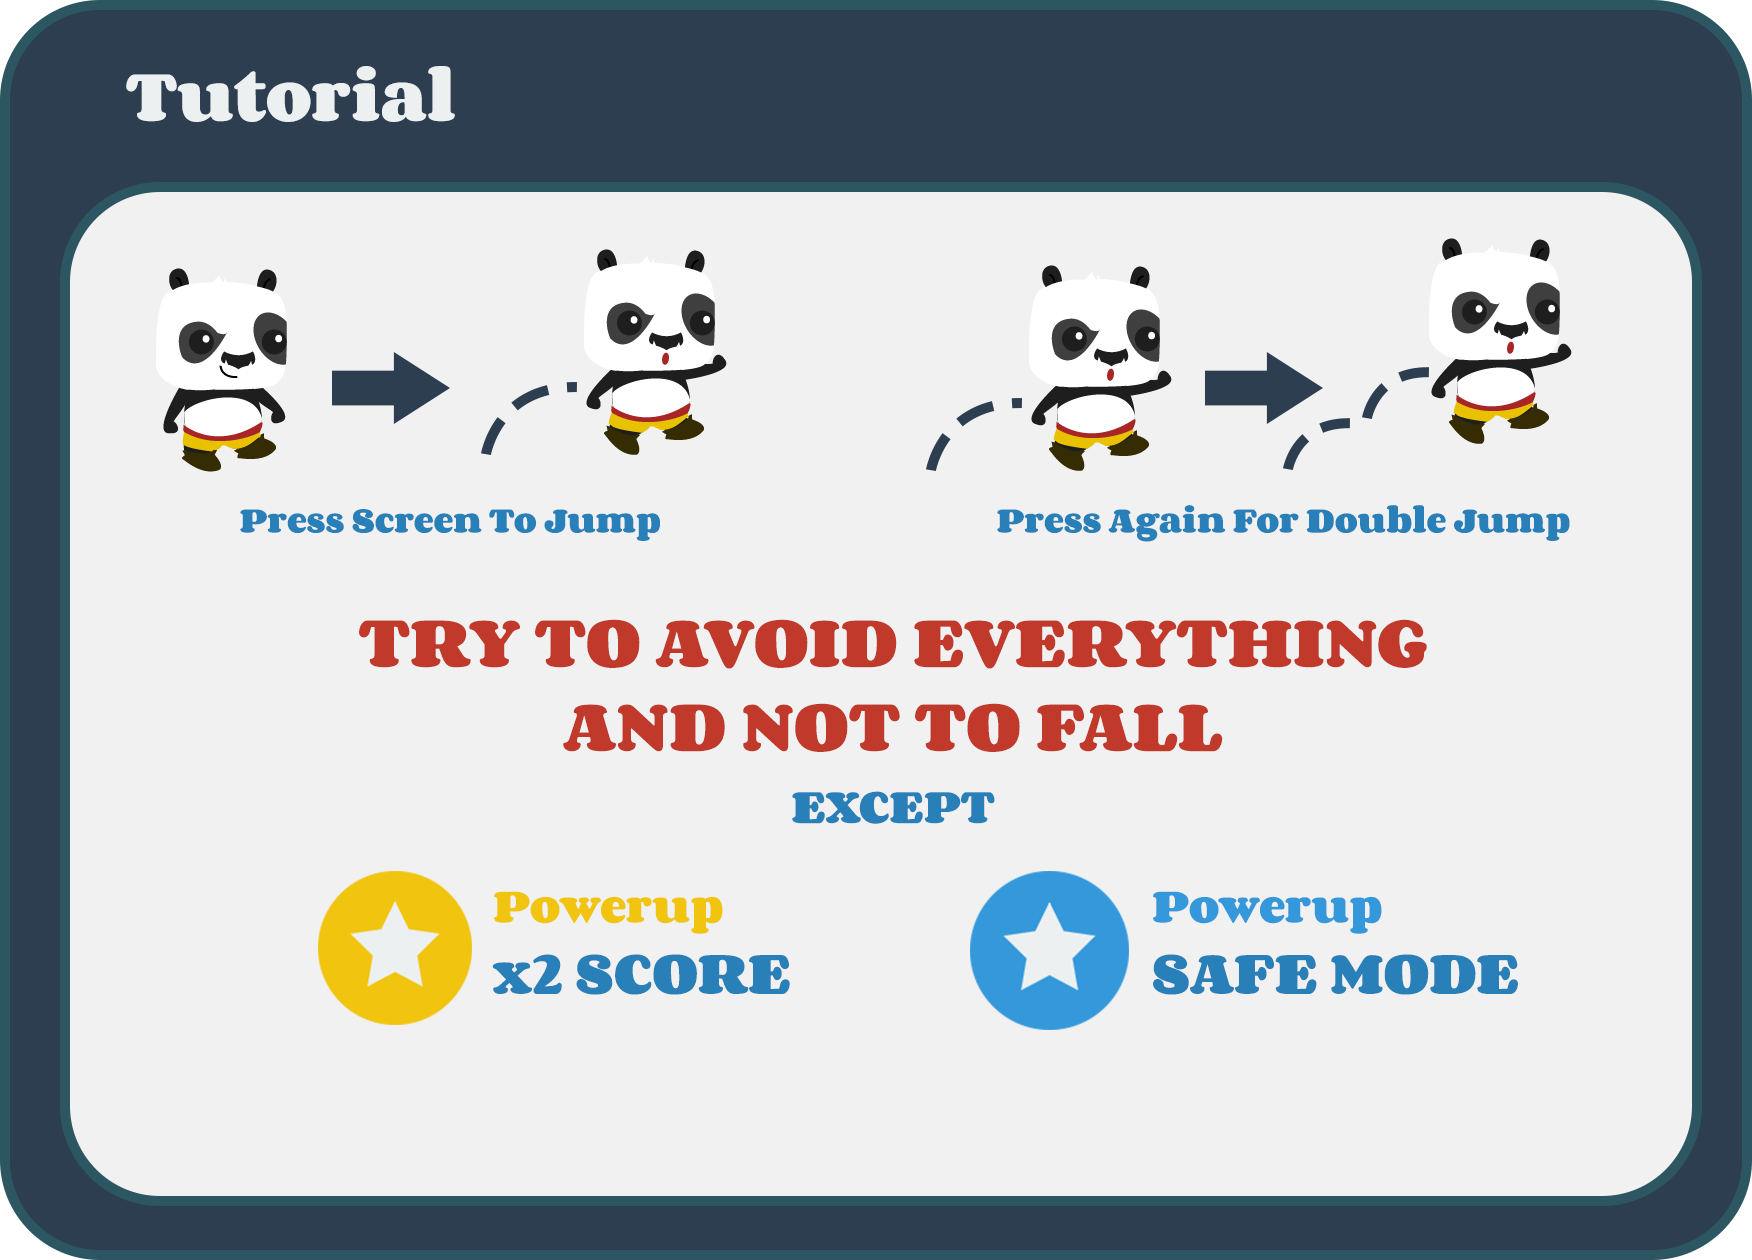 Tutorial
Press Screen To Jump
Press Again For Double Jump
TRY TO AVOID EVERYTHING
AND NOT TO FALL
EXCEPT
Powerup
x2 SCORE
Powerup
SAFE MODE